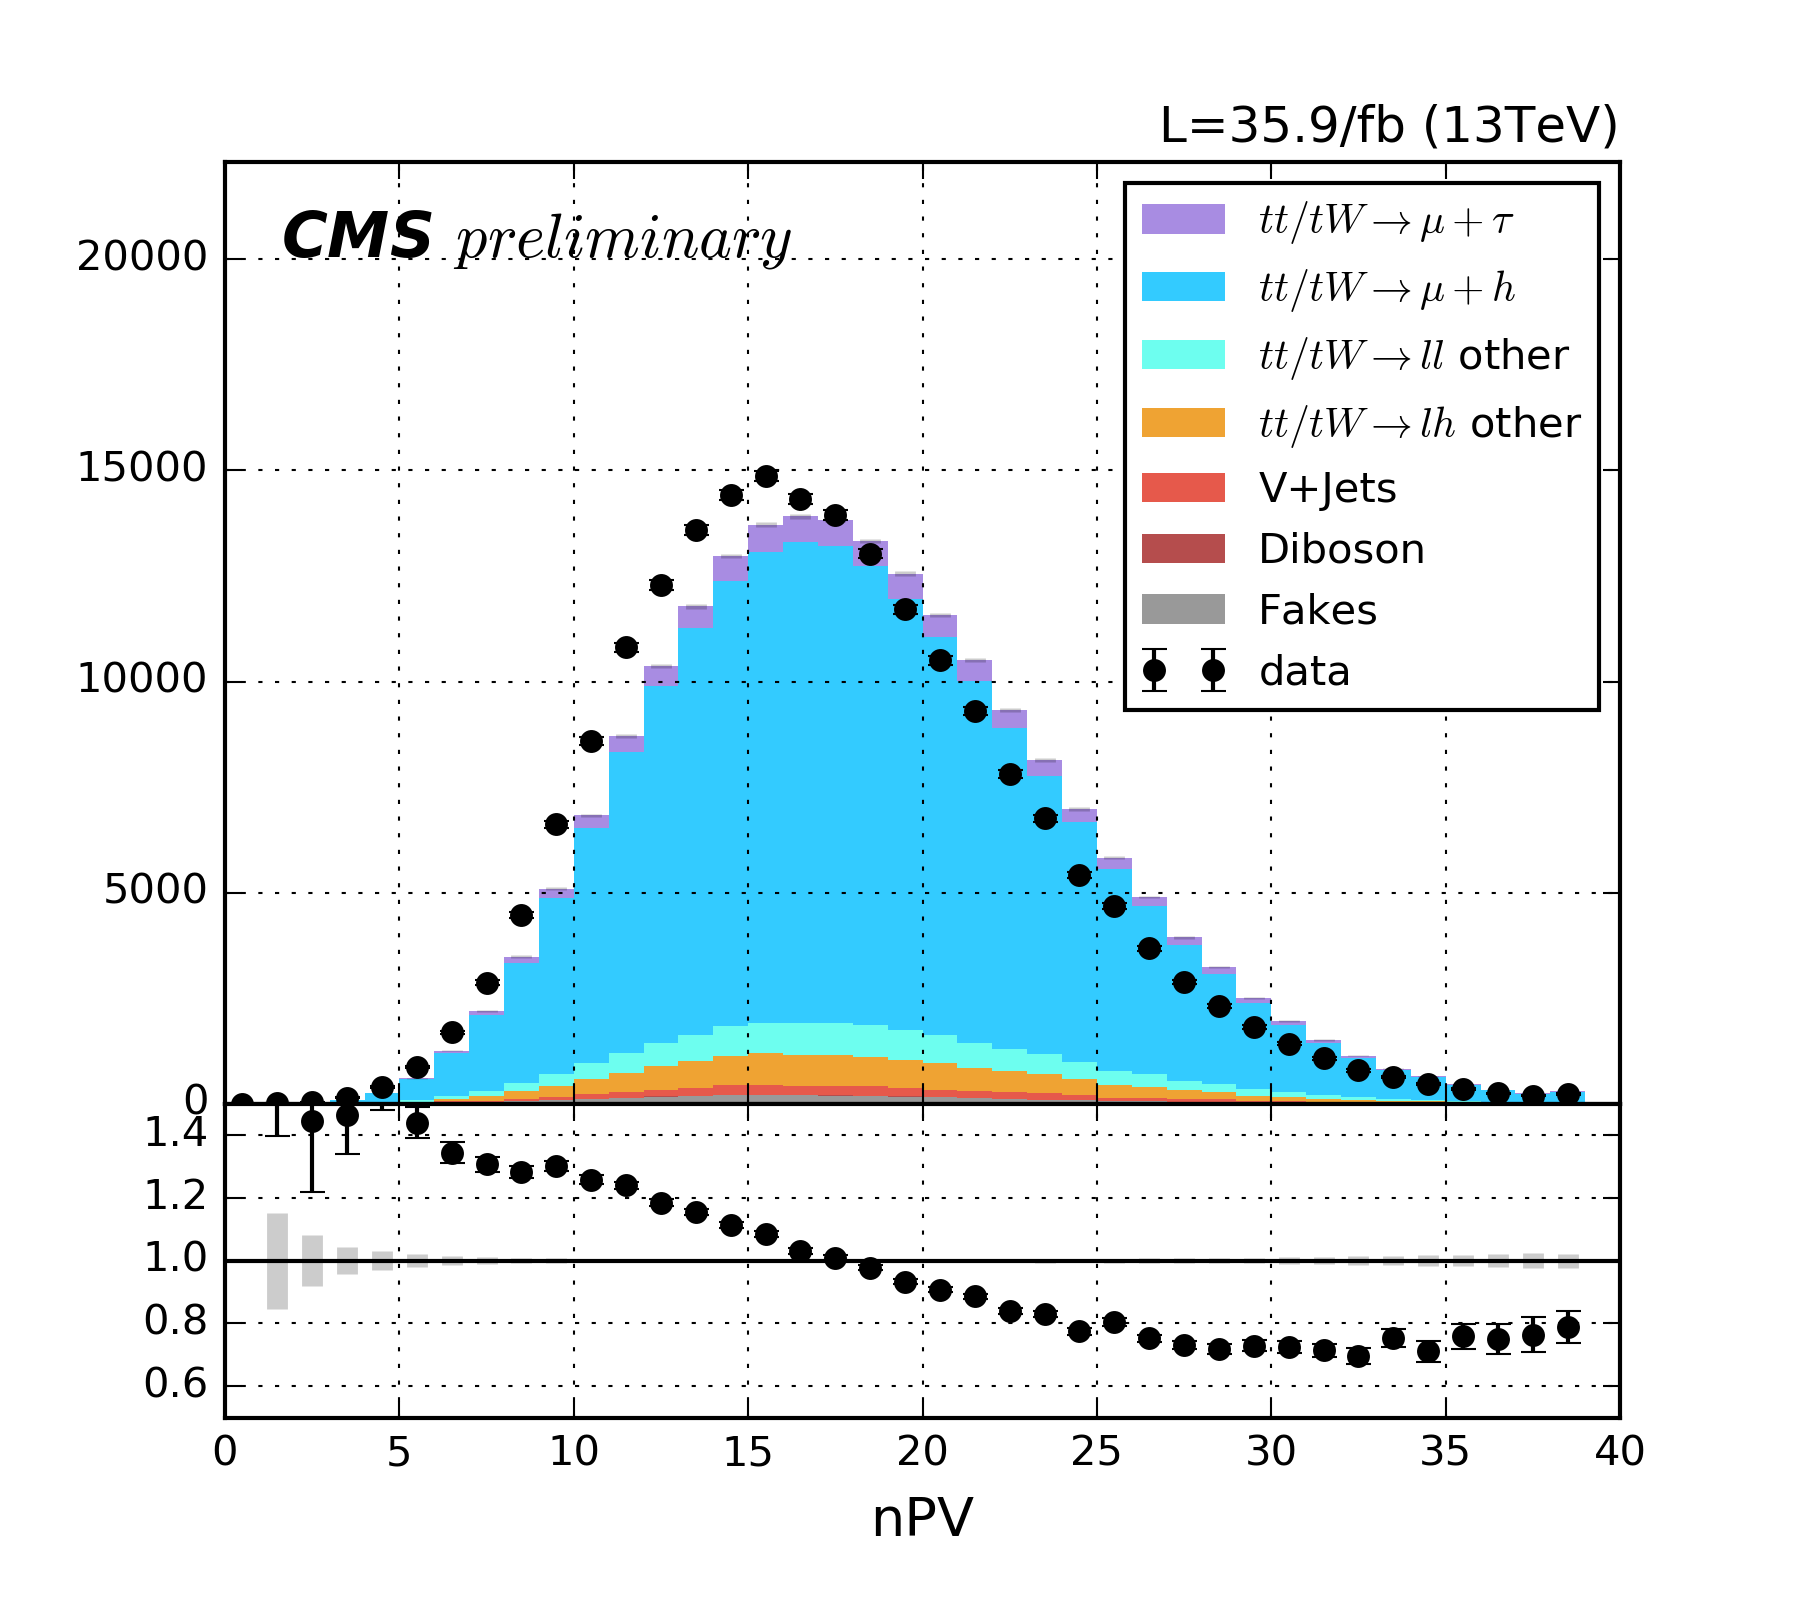 L=35.9/fb (13TeV)
CMS preliminary
tt/tW→μ+τ
tt/tW→μ+h
tt/tW→ll other
tt/tW→lh other
V+Jets
Diboson
Fakes
data
20000
15000
10000
5000
0
1.4
1.2
1.0
0.8
0.6
0 5 10 15 20 25 30 35 40
nPV